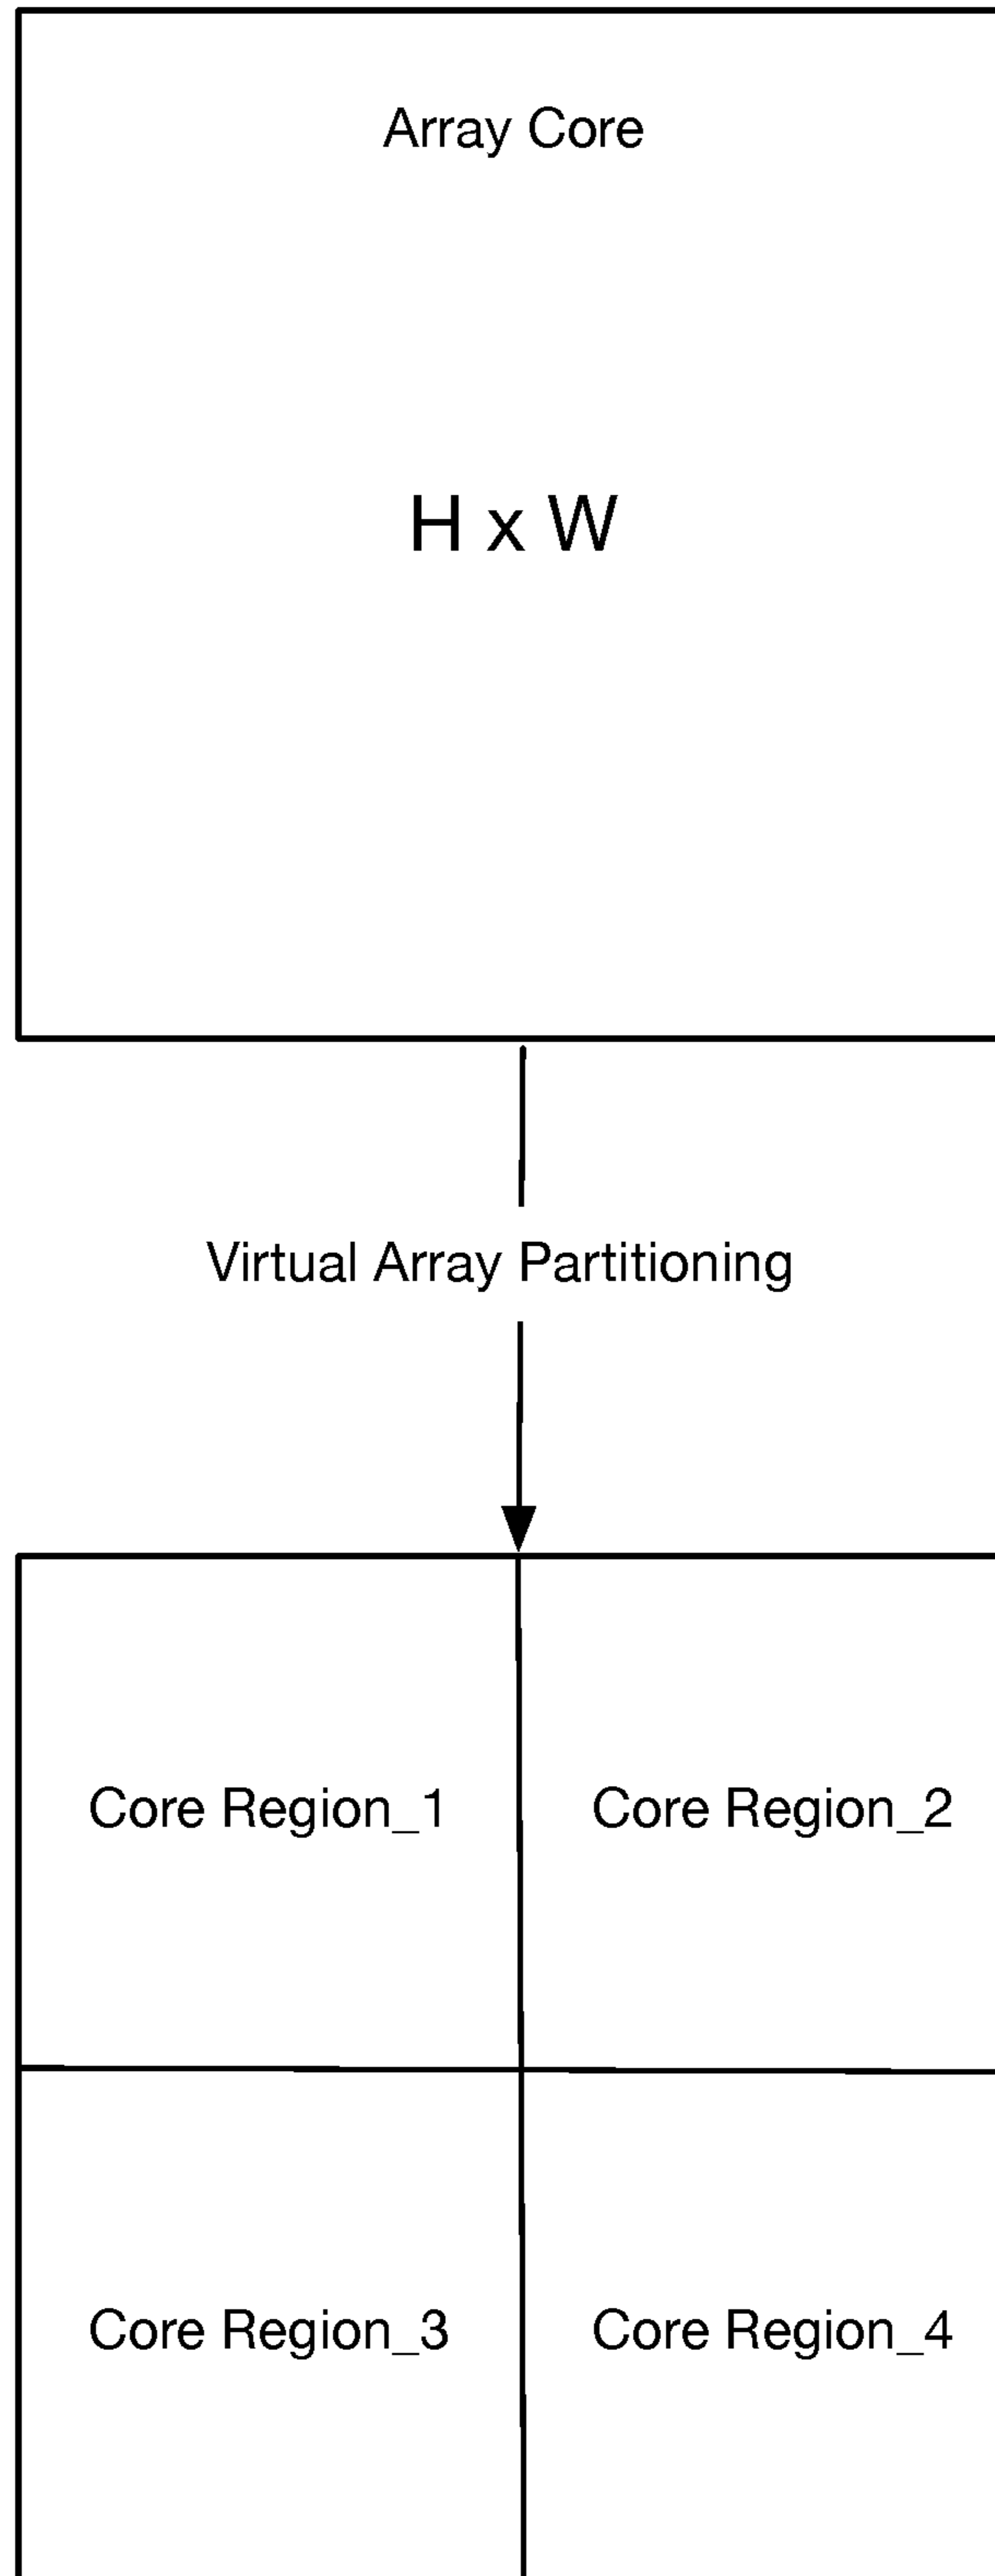 Array Core
H x W
Virtual Array Partitioning
Core Region_1
Core Region_2
Core Region_3
Core Region_4